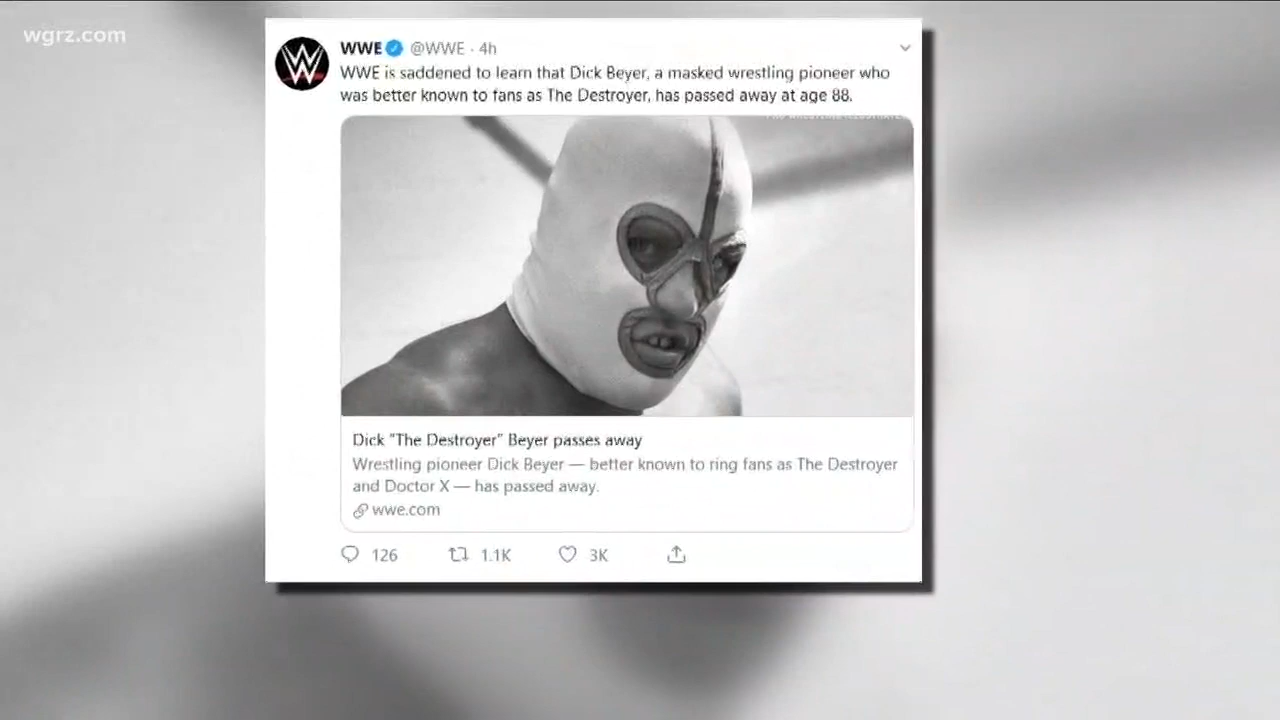 wgrz.com
WWE @WWE · 4h
WWE is saddened to learn that Dick Beyer, a masked wrestling pioneer who
was better known to fans as The Destroyer, has passed away at age 88.
Dick "The Destroyer" Beyer passes away
Wrestling pioneer Dick Beyer — better known to ring fans as The Destroyer
and Doctor X — has passed away.
wwe.com
126 1.1K 3K